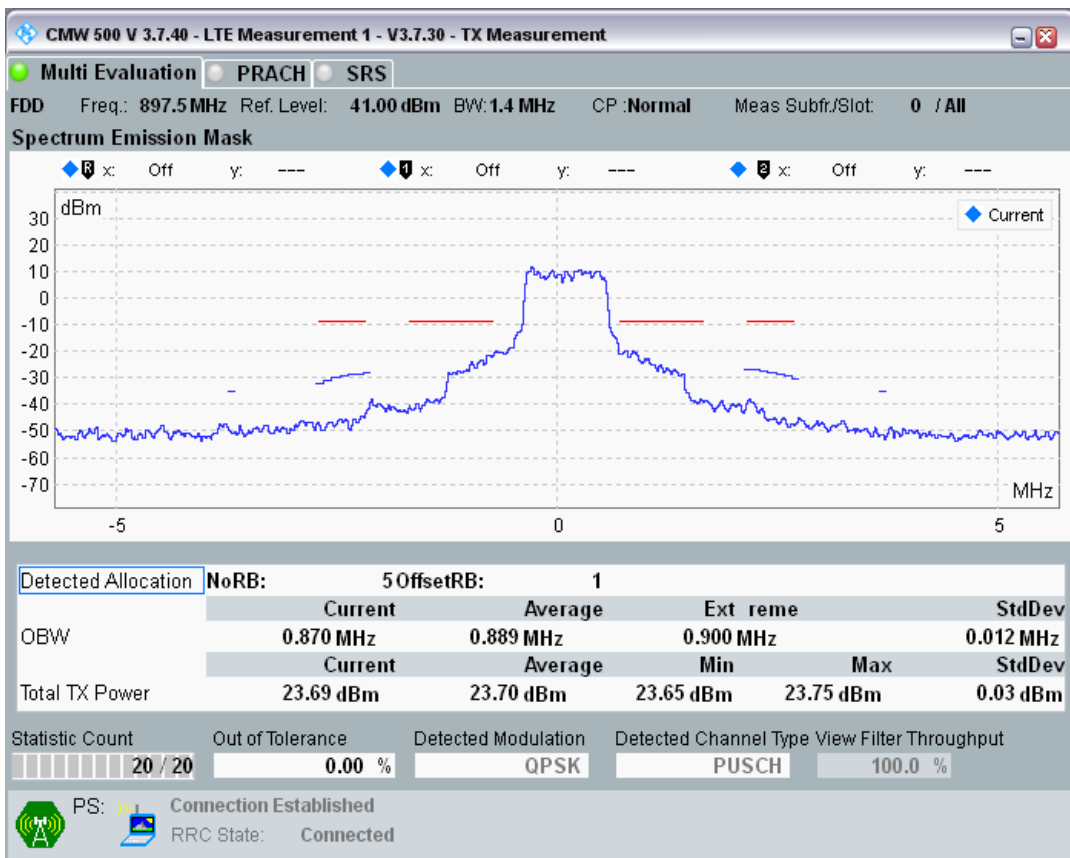 CMW 500 V 3.7.40 - LTE Measurement 1 - V3.7.30 - TX Measurement
Multi Evaluation PRACH SRS
FDD Freq.: 897.5 MHz Ref. Level: 41.00 dBm BW: 1.4 MHz CP :Normal Meas Subfr./Slot: 0 / All
Spectrum Emission Mask
R x: Off y: --- 1 x: Off y: --- 2 x: Off y: ---
dBm
Current
30
20
10
0
-10
-20
-30
-40
-50
-60
-70
MHz
-5 0 5
Detected Allocation NoRB: 5 OffsetRB: 1
Current Average Ext reme StdDev
OBW 0.870 MHz 0.889 MHz 0.900 MHz 0.012 MHz
Current Average Min Max StdDev
Total TX Power 23.69 dBm 23.70 dBm 23.65 dBm 23.75 dBm 0.03 dBm
Statistic Count Out of Tolerance Detected Modulation Detected Channel Type View Filter Throughput
20 / 20 0.00 % QPSK PUSCH 100.0 %
PS: Connection Established
RRC State: Connected